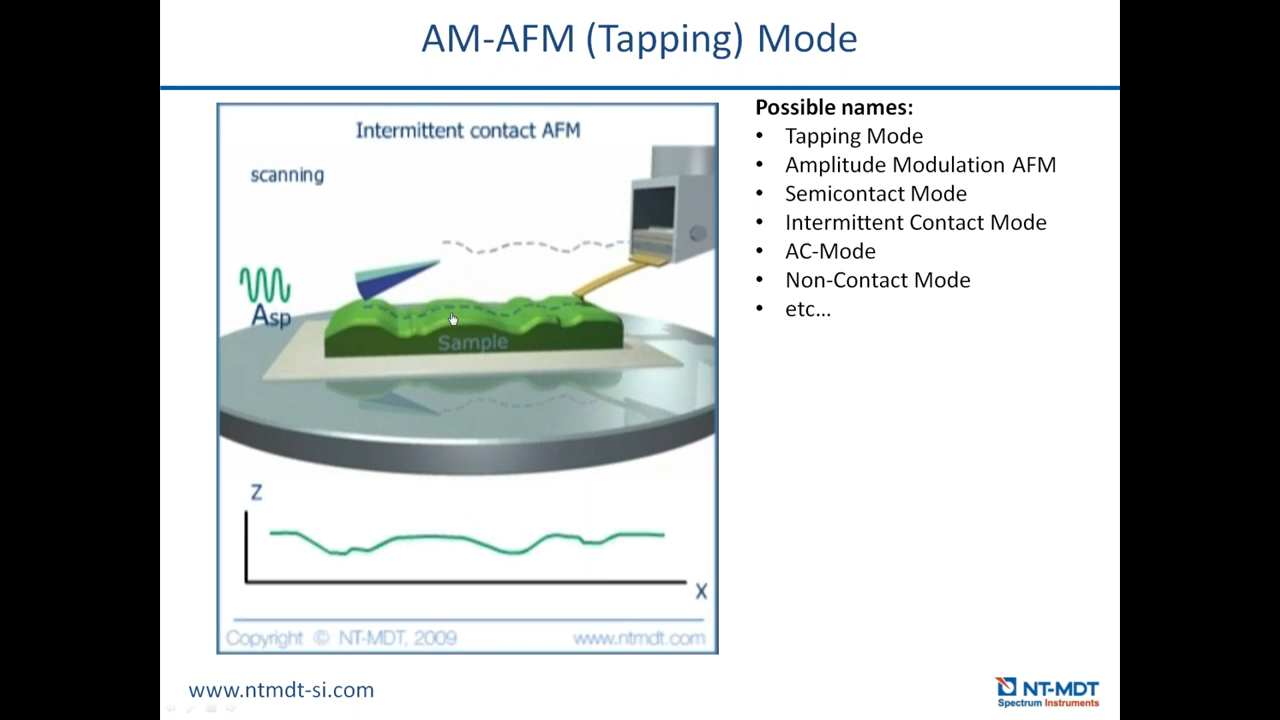 AM-AFM (Tapping) Mode
Intermittent contact AFM
scanning
Asp
Sample
Z
X
Copyright © NT-MDT, 2009
www.ntmdt.com
Possible names:
• Tapping Mode
• Amplitude Modulation AFM
• Semicontact Mode
• Intermittent Contact Mode
• AC-Mode
• Non-Contact Mode
• etc...
www.ntmdt-si.com
NT-MDT
Spectrum Instruments